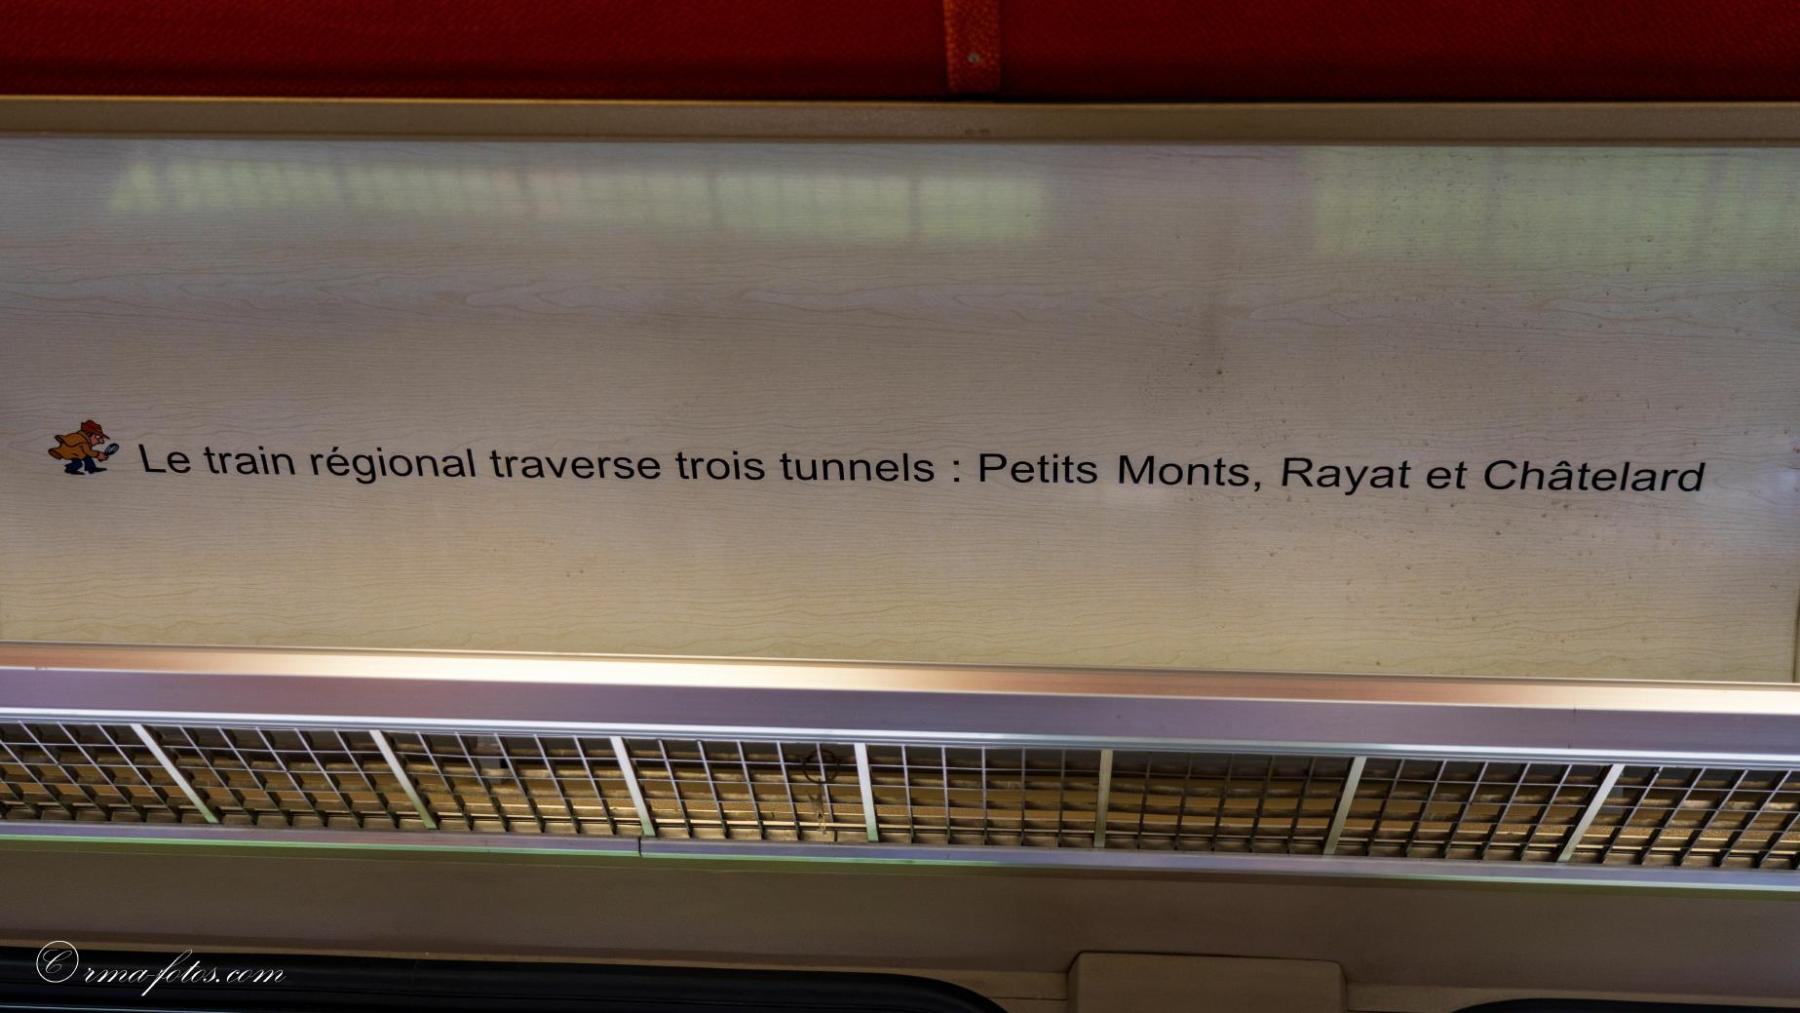 Le train régional traverse trois tunnels : Petits Monts, Rayat et Châtelard
© rma-fotos.com